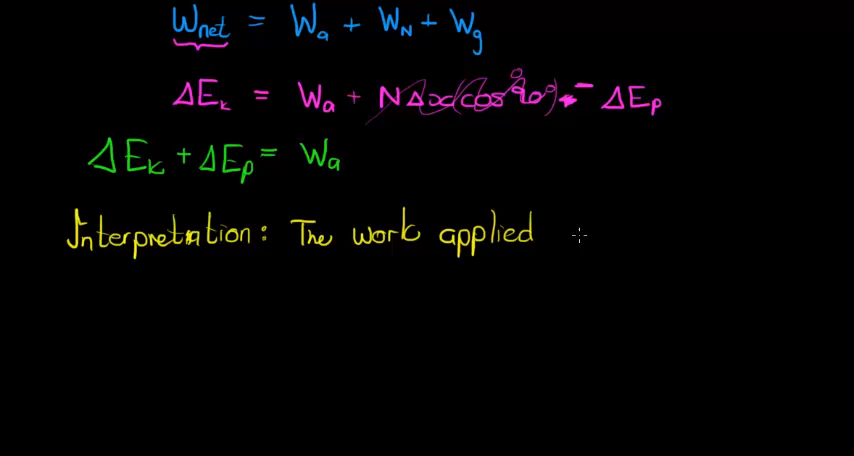 Wnet = Wa + WN + Wg
ΔEk = Wa + NΔx(cos 90°) - ΔEp
ΔEk + ΔEp = Wa
Interpretation: The work applied